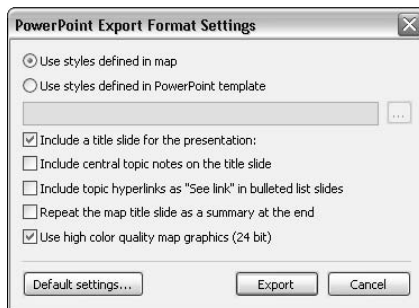 PowerPoint Export Format Settings
Use styles defined in map
Use styles defined in PowerPoint template
...
Include a title slide for the presentation:
Include central topic notes on the title slide
Include topic hyperlinks as "See link" in bulleted list slides
Repeat the map title slide as a summary at the end
Use high color quality map graphics (24 bit)
Default settings... Export Cancel